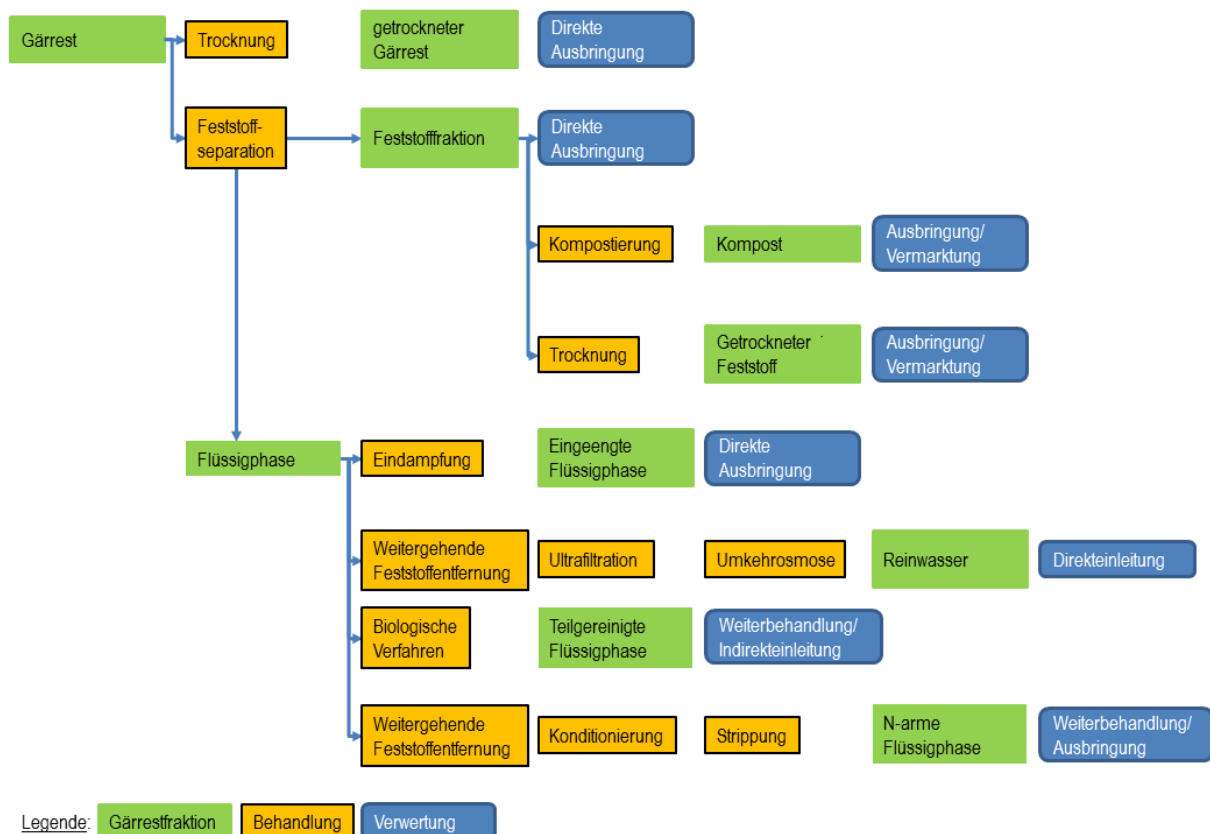 Gärrest
Trocknung
getrockneter
Gärrest
Direkte
Ausbringung
Feststoff-
separation
Feststofffraktion
Direkte
Ausbringung
Kompostierung
Kompost
Ausbringung/
Vermarktung
Trocknung
Getrockneter
Feststoff
Ausbringung/
Vermarktung
Flüssigphase
Eindampfung
Eingeengte
Flüssigphase
Direkte
Ausbringung
Weitergehende
Feststoffentfernung
Ultrafiltration
Umkehrosmose
Reinwasser
Direkteinleitung
Biologische
Verfahren
Teilgereinigte
Flüssigphase
Weiterbehandlung/
Indirekteinleitung
Weitergehende
Feststoffentfernung
Konditionierung
Strippung
N-arme
Flüssigphase
Weiterbehandlung/
Ausbringung
Legende: Gärrestfraktion Behandlung Verwertung